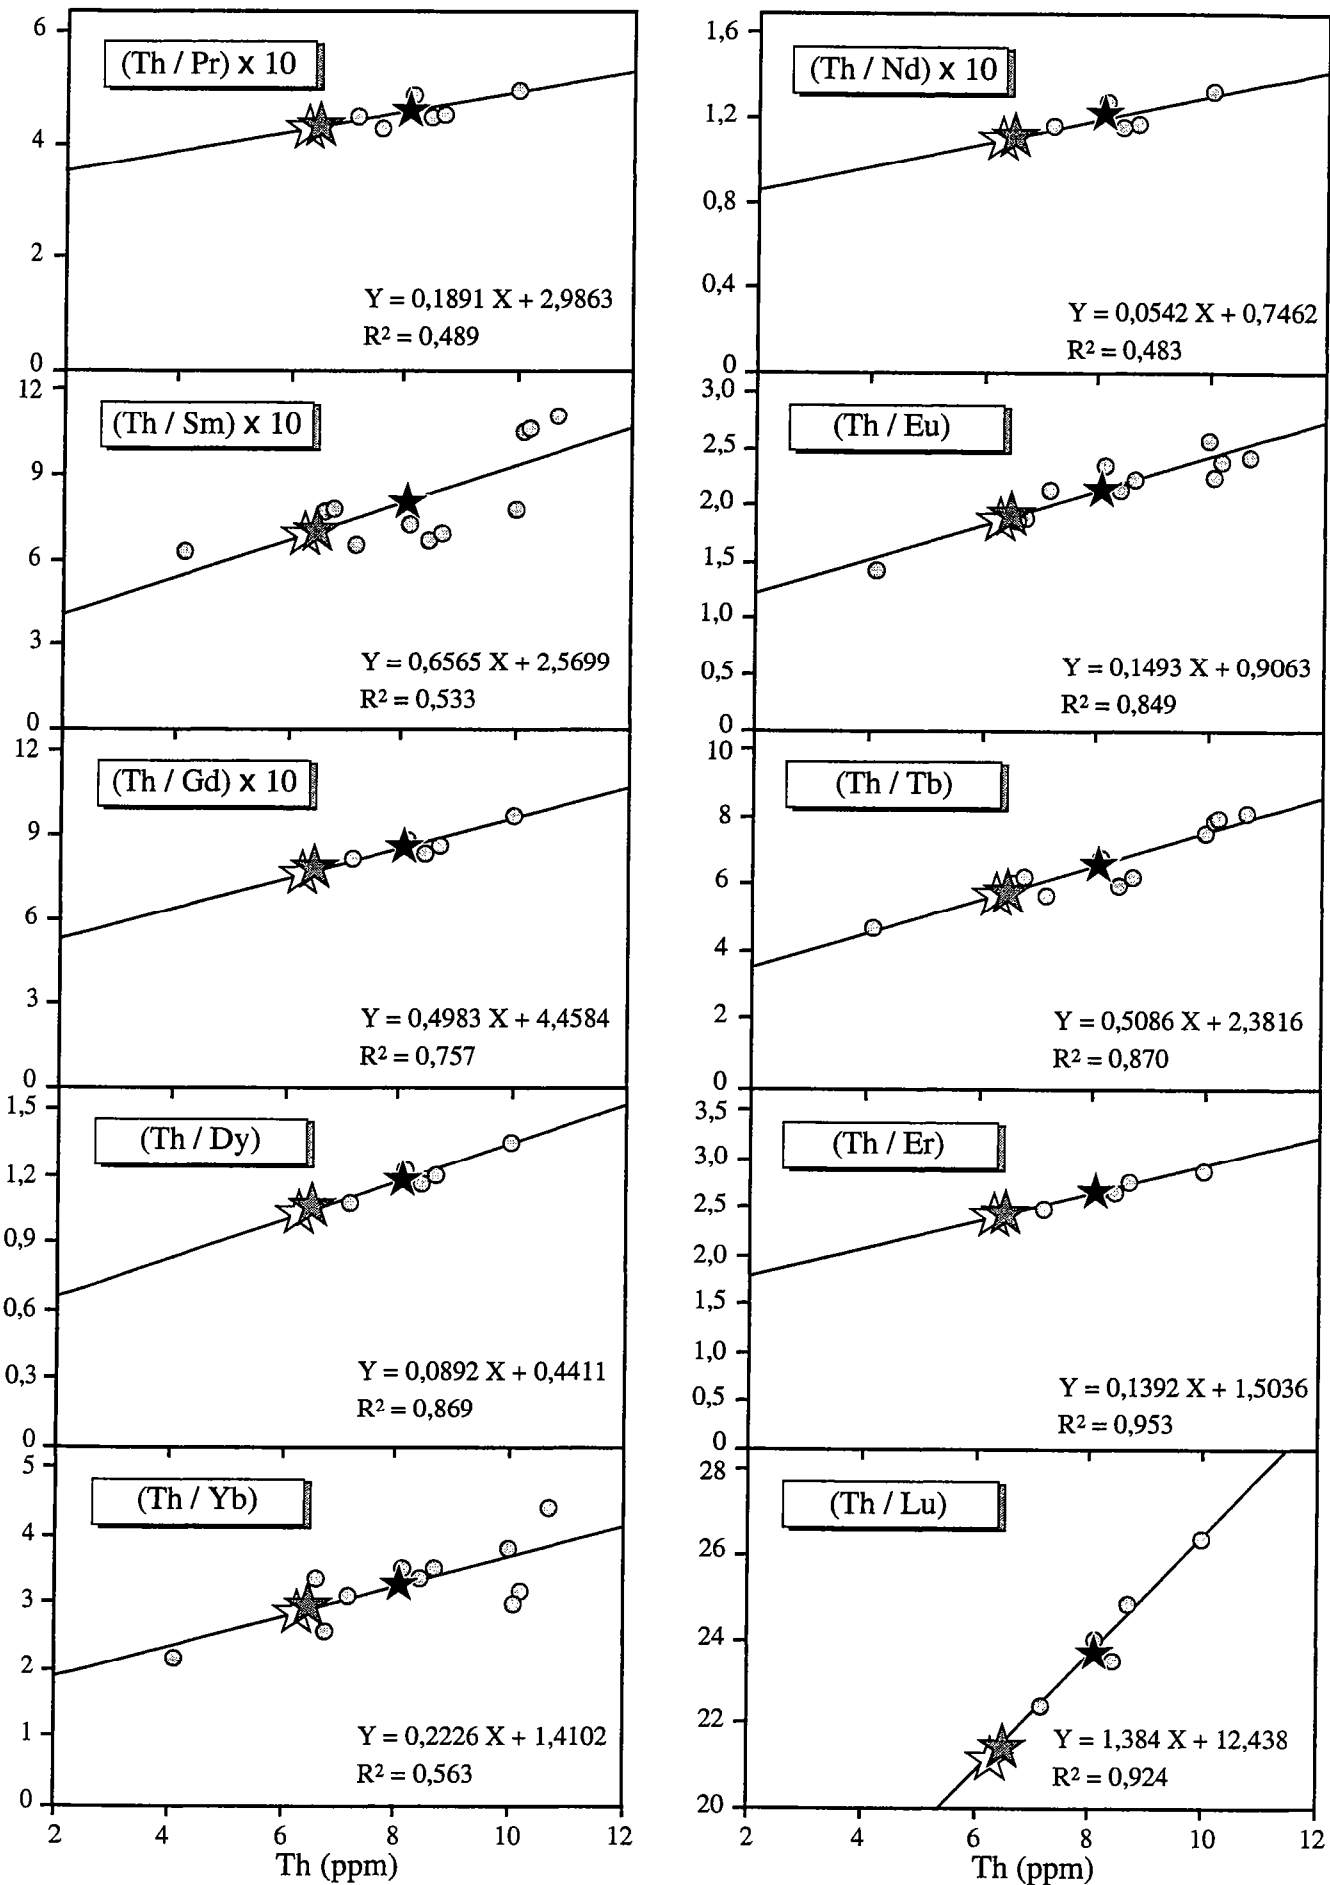 6
4
2
0
(Th / Pr) x 10
Y = 0,1891 X + 2,9863
R² = 0,489
1,6
1,2
0,8
0,4
0
(Th / Nd) x 10
Y = 0,0542 X + 0,7462
R² = 0,483
12
9
6
3
0
(Th / Sm) x 10
Y = 0,6565 X + 2,5699
R² = 0,533
3,0
2,5
2,0
1,5
1,0
0,5
0
(Th / Eu)
Y = 0,1493 X + 0,9063
R² = 0,849
12
9
6
3
0
(Th / Gd) x 10
Y = 0,4983 X + 4,4584
R² = 0,757
10
8
6
4
2
0
(Th / Tb)
Y = 0,5086 X + 2,3816
R² = 0,870
1,5
1,2
0,9
0,6
0,3
0
(Th / Dy)
Y = 0,0892 X + 0,4411
R² = 0,869
3,5
3,0
2,5
2,0
1,5
1,0
0,5
0
(Th / Er)
Y = 0,1392 X + 1,5036
R² = 0,953
5
4
3
2
1
0
(Th / Yb)
Y = 0,2226 X + 1,4102
R² = 0,563
2 4 6 8 10 12
Th (ppm)
28
26
24
22
20
(Th / Lu)
Y = 1,384 X + 12,438
R² = 0,924
2 4 6 8 10 12
Th (ppm)